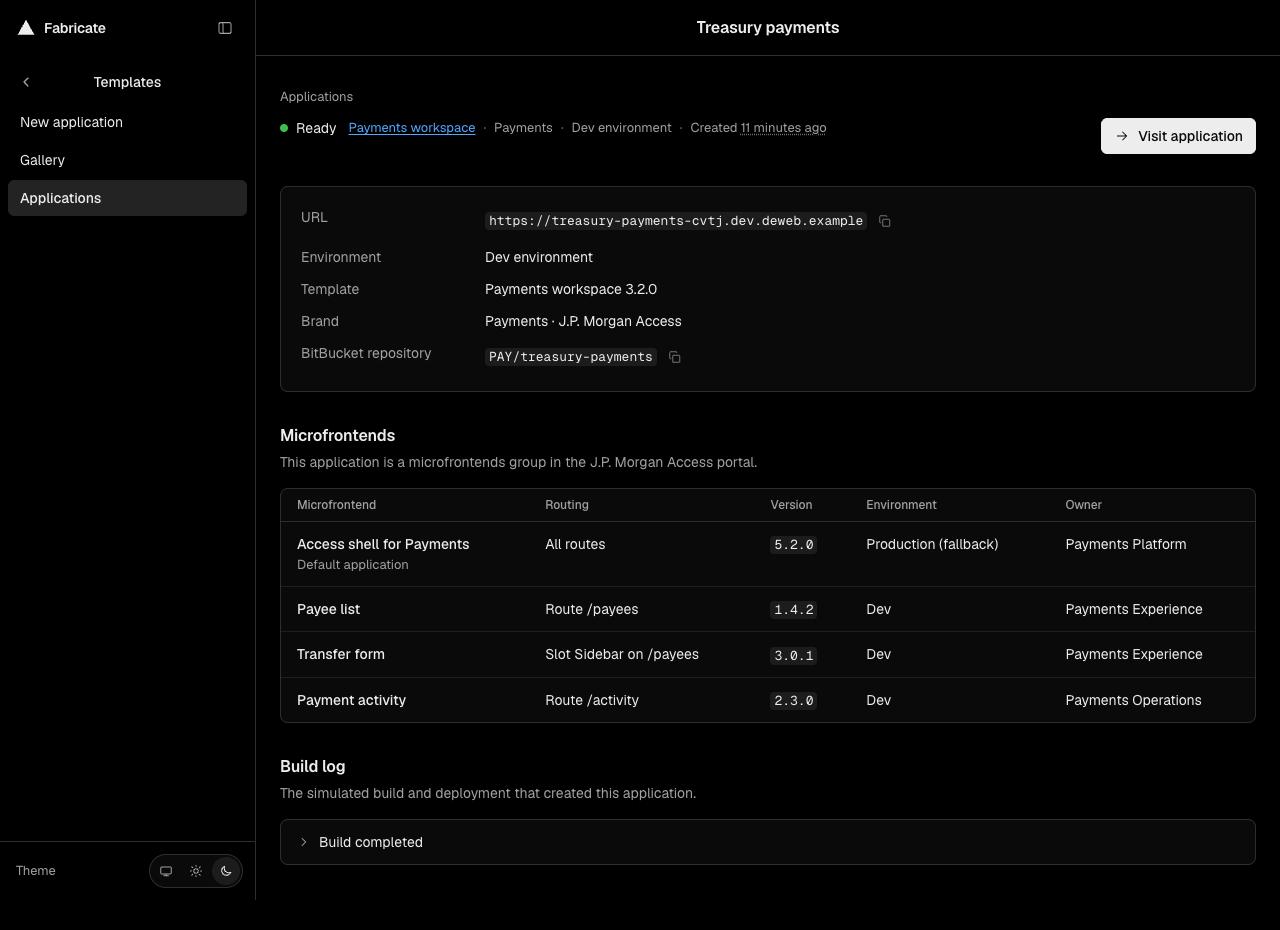 Fabricate
Treasury payments
Templates
New application
Gallery
Applications
Applications
Ready Payments workspace · Payments · Dev environment · Created 11 minutes ago
Visit application
URL https://treasury-payments-cvtj.dev.deweb.example
Environment Dev environment
Template Payments workspace 3.2.0
Brand Payments · J.P. Morgan Access
BitBucket repository PAY/treasury-payments
Microfrontends
This application is a microfrontends group in the J.P. Morgan Access portal.
Microfrontend Routing Version Environment Owner
Access shell for Payments All routes 5.2.0 Production (fallback) Payments Platform
Default application
Payee list Route /payees 1.4.2 Dev Payments Experience
Transfer form Slot Sidebar on /payees 3.0.1 Dev Payments Experience
Payment activity Route /activity 2.3.0 Dev Payments Operations
Build log
The simulated build and deployment that created this application.
Build completed
Theme